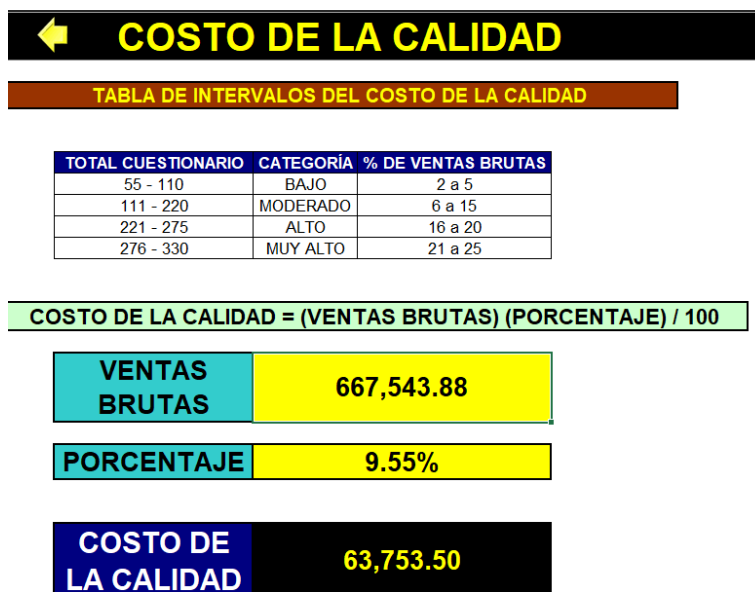 COSTO DE LA CALIDAD
TABLA DE INTERVALOS DEL COSTO DE LA CALIDAD
TOTAL CUESTIONARIO CATEGORÍA % DE VENTAS BRUTAS
55 - 110 BAJO 2 a 5
111 - 220 MODERADO 6 a 15
221 - 275 ALTO 16 a 20
276 - 330 MUY ALTO 21 a 25
COSTO DE LA CALIDAD = (VENTAS BRUTAS) (PORCENTAJE) / 100
VENTAS
BRUTAS
667,543.88
PORCENTAJE 9.55%
COSTO DE
LA CALIDAD
63,753.50